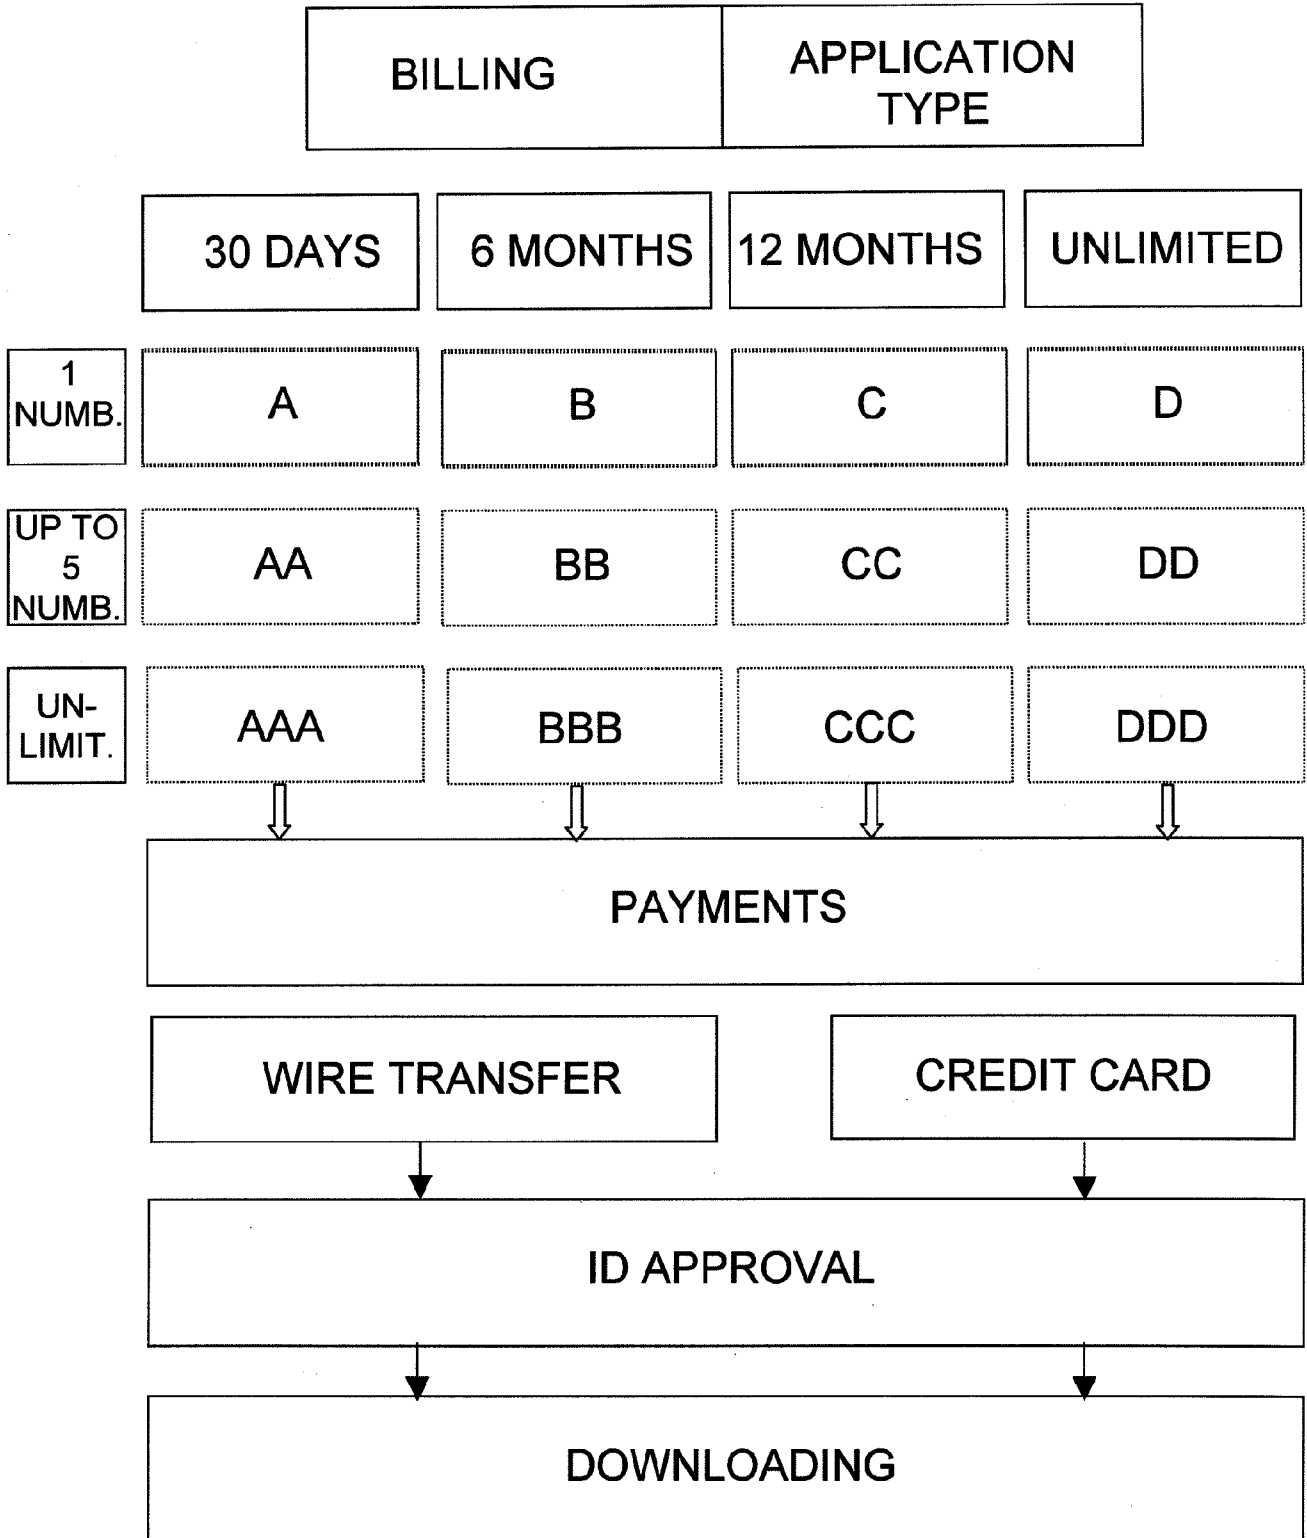 BILLING
APPLICATION
TYPE
30 DAYS
6 MONTHS
12 MONTHS
UNLIMITED
1
NUMB.
A
B
C
D
UP TO
5
NUMB.
AA
BB
CC
DD
UN-
LIMIT.
AAA
BBB
CCC
DDD
PAYMENTS
WIRE TRANSFER
CREDIT CARD
ID APPROVAL
DOWNLOADING